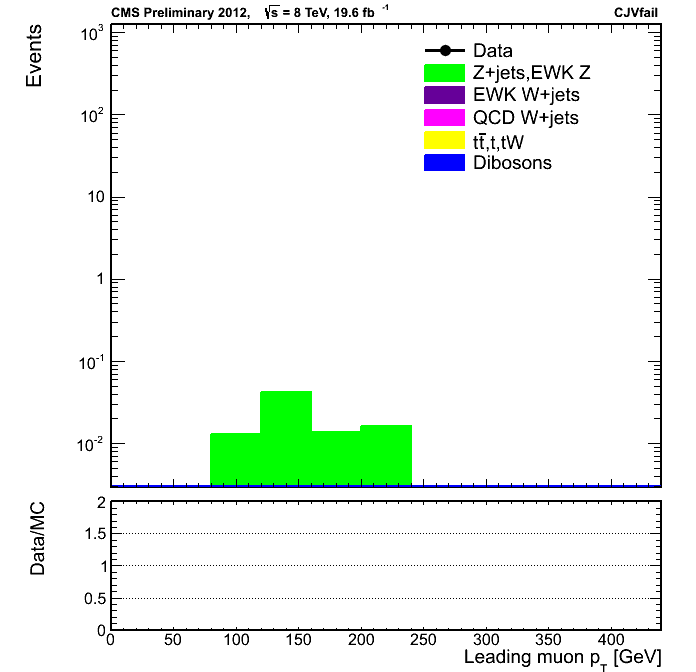 CMS Preliminary 2012, √s = 8 TeV, 19.6 fb⁻¹ CJVfail
Events
10³
10²
10
1
10⁻¹
10⁻²
Data
Z+jets,EWK Z
EWK W+jets
QCD W+jets
tt̅,t,tW
Dibosons
Data/MC
2
1.5
1
0.5
0
0 50 100 150 200 250 300 350 400
Leading muon p_T [GeV]